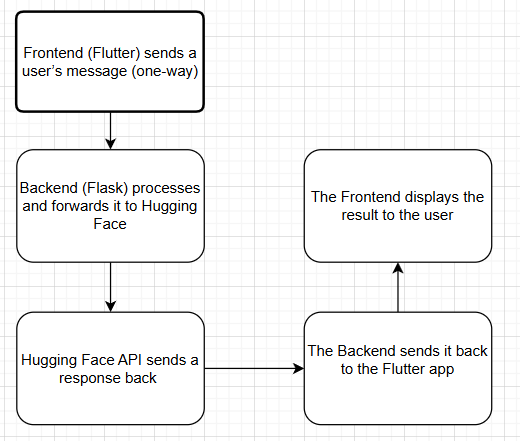 Frontend (Flutter) sends a
user's message (one-way)
Backend (Flask) processes
and forwards it to Hugging
Face
Hugging Face API sends a
response back
The Backend sends it back
to the Flutter app
The Frontend displays the
result to the user